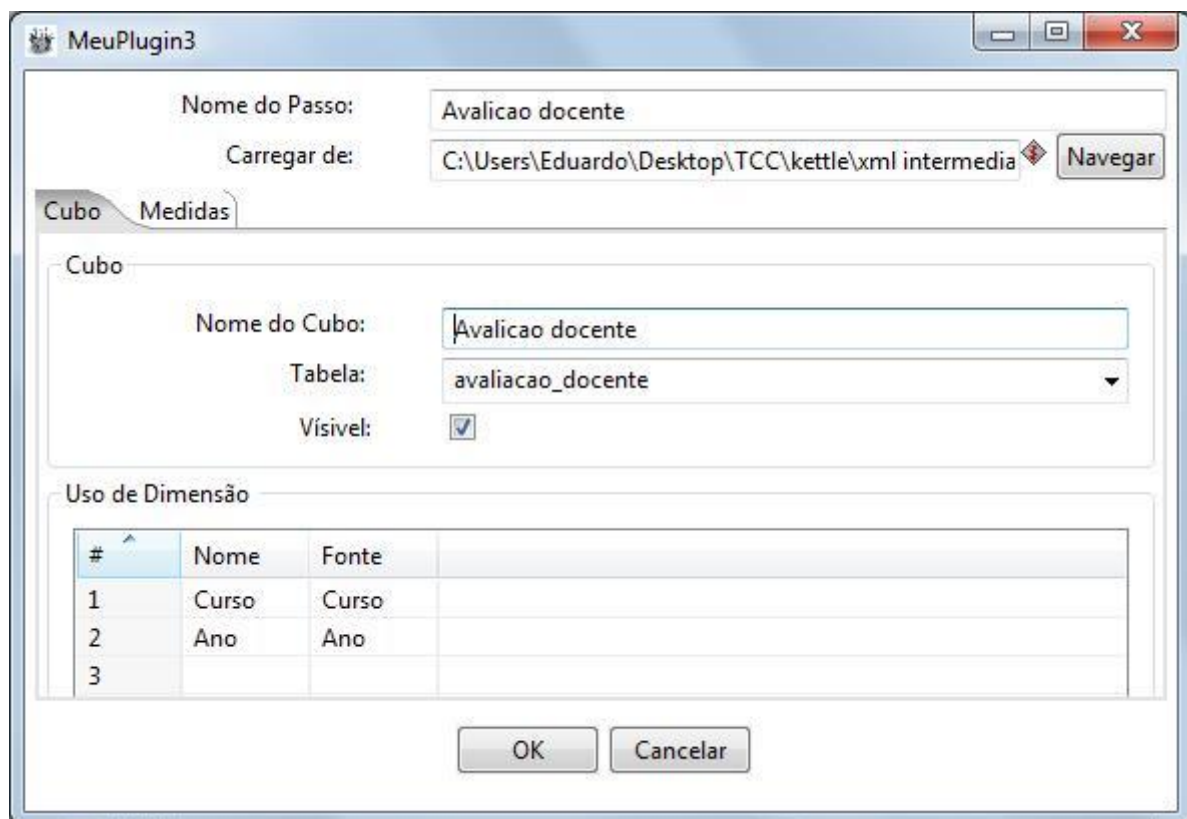 MeuPlugin3
Nome do Passo: Avalicao docente
Carregar de: C:\Users\Eduardo\Desktop\TCC\kettle\xml intermedia Navegar
Cubo Medidas
Cubo
Nome do Cubo: Avalicao docente
Tabela: avaliacao_docente
Vísivel:
Uso de Dimensão
# Nome Fonte
1 Curso Curso
2 Ano Ano
3
OK Cancelar